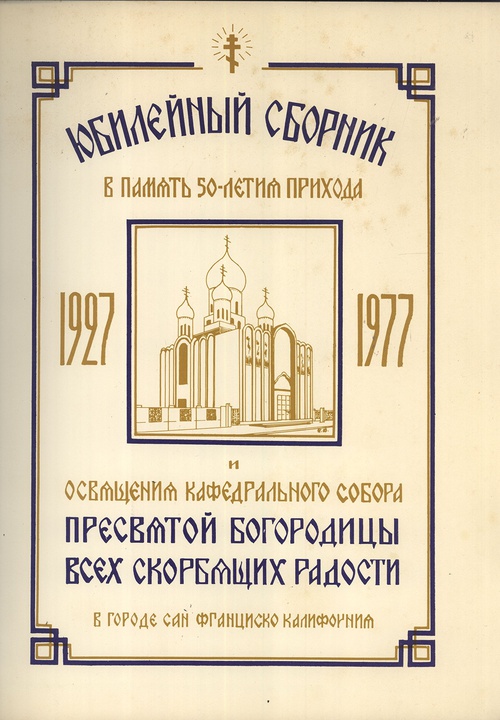 ЮБИЛЕЙНЫЙ СБОРНИК
В ПАМЯТЬ 50-ЛЕТИЯ ПРИХОДА
1927 1977
И
ОСВЯЩЕНИЯ КАФЕДРАЛЬНОГО СОБОРА
ПРЕСВЯТОЙ БОГОРОДИЦЫ
ВСЕХ СКОРБЯЩИХ РАДОСТИ
В ГОРОДЕ САН ФРАНЦИСКО КАЛИФОРНИЯ